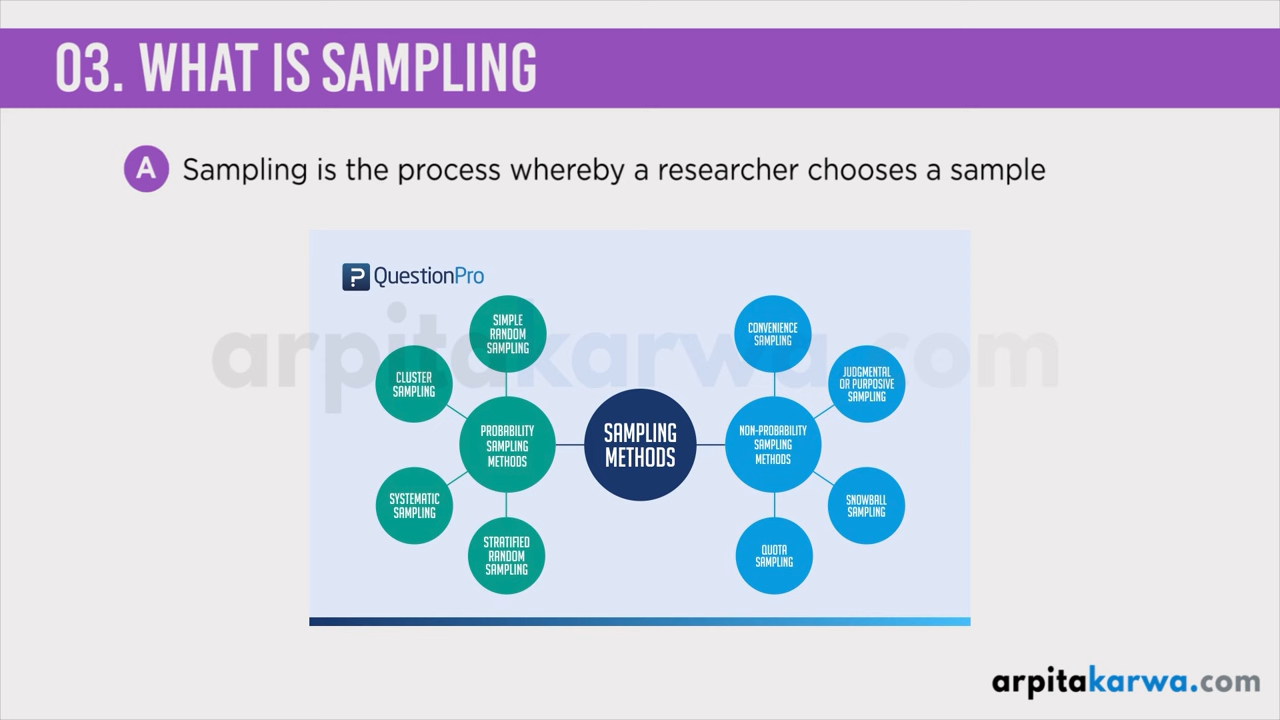 03. WHAT IS SAMPLING
A Sampling is the process whereby a researcher chooses a sample
? QuestionPro
arpitakarwa.com
SIMPLE
RANDOM
SAMPLING
CLUSTER
SAMPLING
PROBABILITY
SAMPLING
METHODS
SYSTEMATIC
SAMPLING
STRATIFIED
RANDOM
SAMPLING
SAMPLING
METHODS
CONVENIENCE
SAMPLING
JUDGMENTAL
OR PURPOSIVE
SAMPLING
NON-PROBABILITY
SAMPLING
METHODS
SNOWBALL
SAMPLING
QUOTA
SAMPLING
arpitakarwa.com